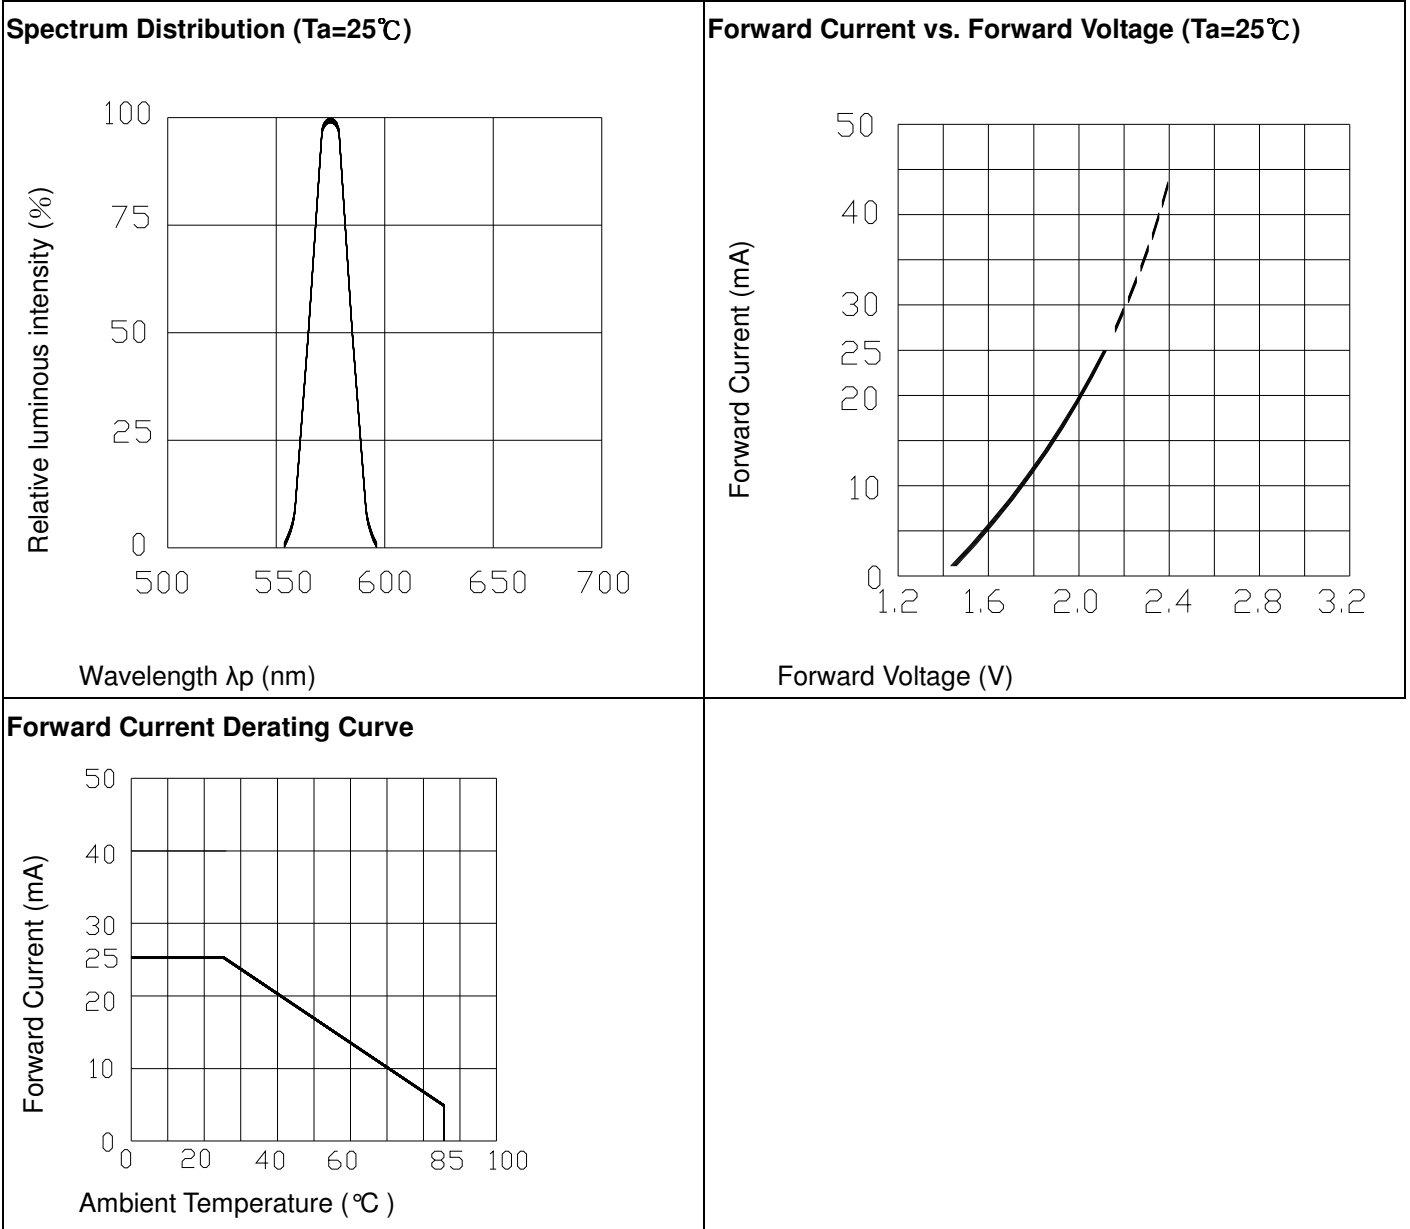 Spectrum Distribution (Ta=25℃)
100
75
50
25
0
500 550 600 650 700
Relative luminous intensity (%)
Wavelength λp (nm)
Forward Current vs. Forward Voltage (Ta=25℃)
50
40
30
25
20
10
0
1.2 1.6 2.0 2.4 2.8 3.2
Forward Current (mA)
Forward Voltage (V)
Forward Current Derating Curve
50
40
30
25
20
10
0
0 20 40 60 85 100
Forward Current (mA)
Ambient Temperature ( ℃ )